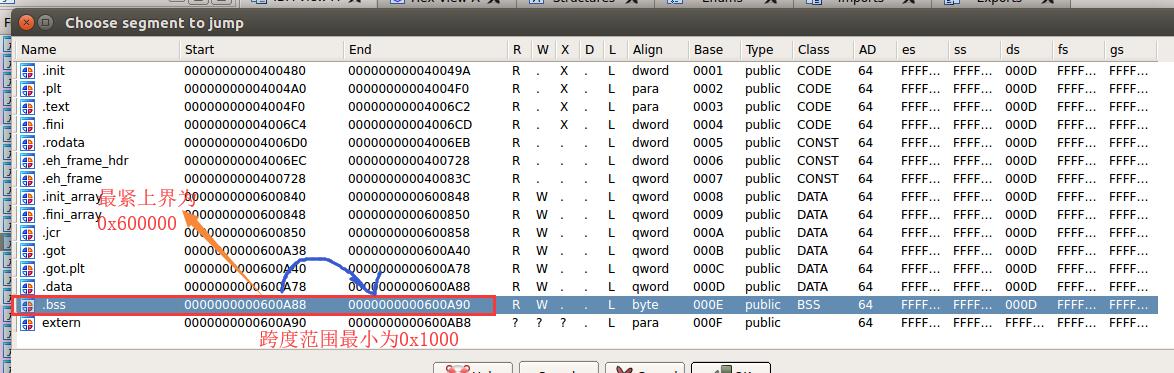 Choose segment to jump
Name Start End R W X D L Align Base Type Class AD es ss ds fs gs
.init 0000000000400480 000000000040049A R . X . L dword 0001 public CODE 64 FFFF... FFFF... 000D FFFF... FFFF...
.plt 00000000004004A0 00000000004004F0 R . X . L para 0002 public CODE 64 FFFF... FFFF... 000D FFFF... FFFF...
.text 00000000004004F0 00000000004006C2 R . X . L para 0003 public CODE 64 FFFF... FFFF... 000D FFFF... FFFF...
.fini 00000000004006C4 00000000004006CD R . X . L dword 0004 public CODE 64 FFFF... FFFF... 000D FFFF... FFFF...
.rodata 00000000004006D0 00000000004006EB R . . . L dword 0005 public CONST 64 FFFF... FFFF... 000D FFFF... FFFF...
.eh_frame_hdr 00000000004006EC 0000000000400728 R . . . L dword 0006 public CONST 64 FFFF... FFFF... 000D FFFF... FFFF...
.eh_frame 0000000000400728 000000000040083C R . . . L qword 0007 public CONST 64 FFFF... FFFF... 000D FFFF... FFFF...
.init_array 0000000000600840 0000000000600848 R W . . L qword 0008 public DATA 64 FFFF... FFFF... 000D FFFF... FFFF...
最紧上界为
.fini_array 0000000000600848 0000000000600850 R W . . L qword 0009 public DATA 64 FFFF... FFFF... 000D FFFF... FFFF...
0x600000
.jcr 0000000000600850 0000000000600858 R W . . L qword 000A public DATA 64 FFFF... FFFF... 000D FFFF... FFFF...
.got 0000000000600A38 0000000000600A40 R W . . L qword 000B public DATA 64 FFFF... FFFF... 000D FFFF... FFFF...
.got.plt 0000000000600A40 0000000000600A78 R W . . L qword 000C public DATA 64 FFFF... FFFF... 000D FFFF... FFFF...
.data 0000000000600A78 0000000000600A88 R W . . L qword 000D public DATA 64 FFFF... FFFF... 000D FFFF... FFFF...
.bss 0000000000600A88 0000000000600A90 R W . . L byte 000E public BSS 64 FFFF... FFFF... 000D FFFF... FFFF...
extern 0000000000600A90 0000000000600AB8 ? ? ? . L para 000F public 64 FFFF... FFFF... FFFF... FFFF... FFFF...
跨度范围最小为0x1000